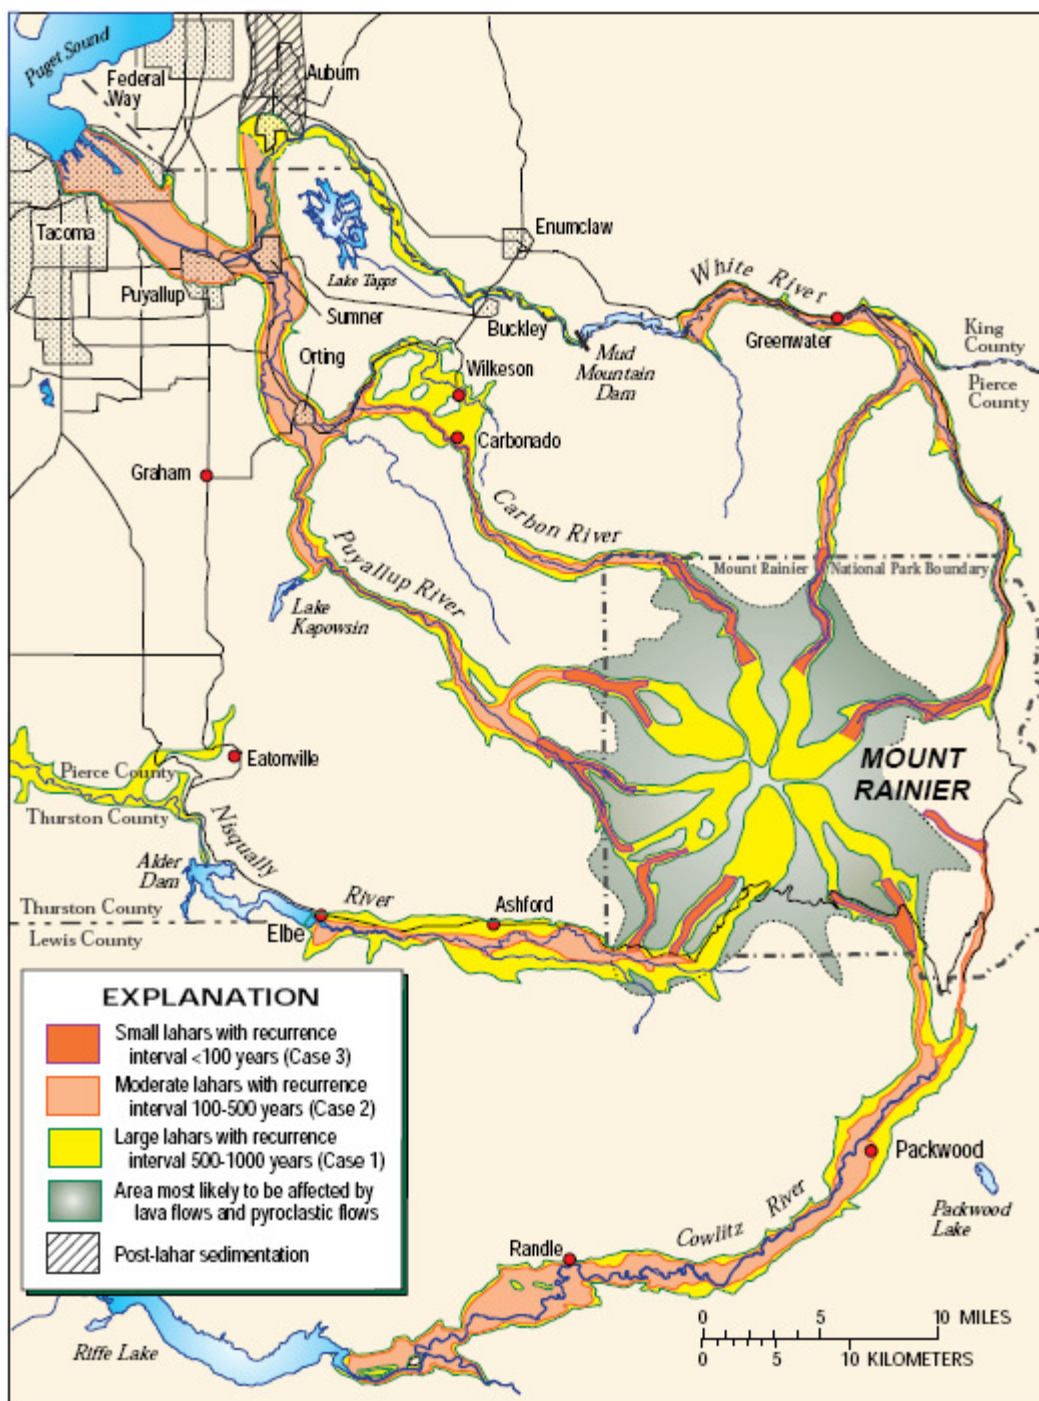 Puget Sound
Federal
Way
Auburn
Tacoma
Enumclaw
Lake Tapps
White River
Puyallup
Sumner
Buckley
Greenwater
King
County
Pierce
County
Orting
Wilkeson
Mud
Mountain
Dam
Carbonado
Graham
Carbon River
Puyallup River
Mount Rainier
National Park Boundary
Lake
Kapowsin
MOUNT
RAINIER
Eatonville
Pierce County
Thurston County
Nisqually
River
Alder
Dam
Ashford
Thurston County
Lewis County
Elbe
EXPLANATION
Small lahars with recurrence
interval <100 years (Case 3)
Moderate lahars with recurrence
interval 100-500 years (Case 2)
Large lahars with recurrence
interval 500-1000 years (Case 1)
Area most likely to be affected by
lava flows and pyroclastic flows
Post-lahar sedimentation
Packwood
Packwood
Lake
Cowlitz River
Randle
Riffe Lake
0 5 10 MILES
0 5 10 KILOMETERS